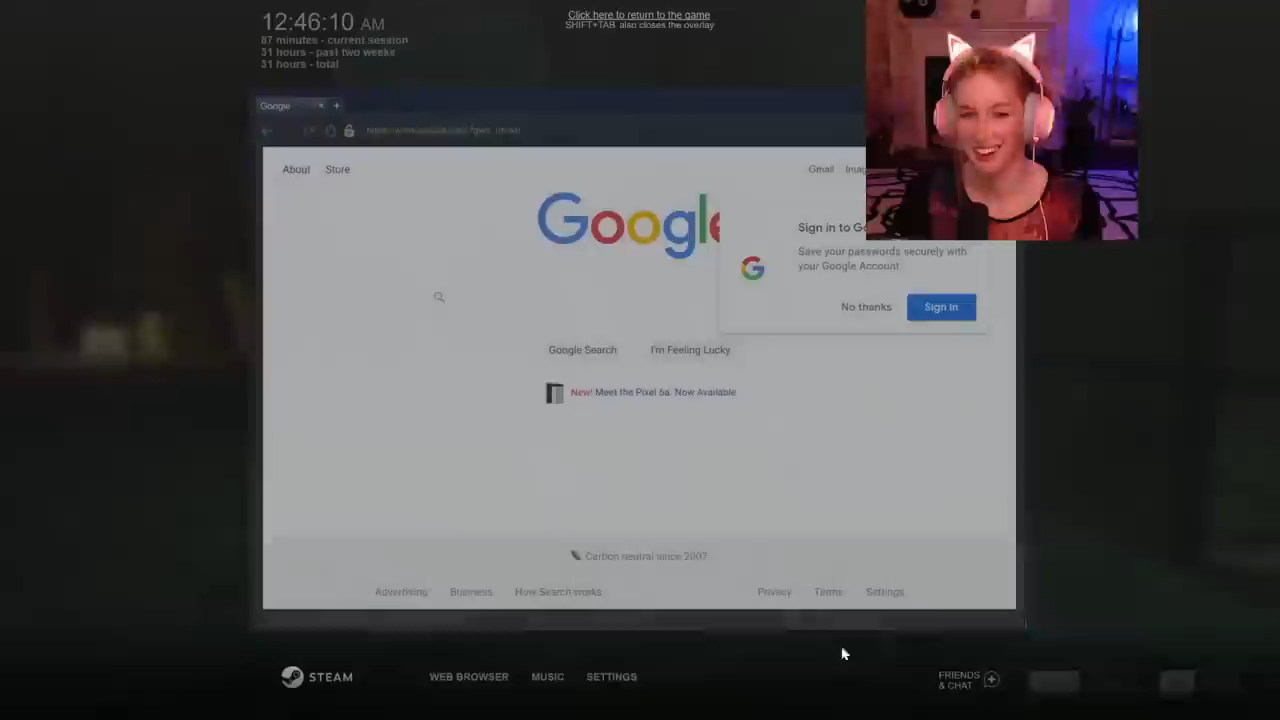 12:46:10 AM
87 minutes - current session
31 hours - past two weeks
31 hours - total
Click here to return to the game
SHIFT+TAB also closes the overlay
Google
About Store
Gmail
Google
Sign in to
Save your passwords securely with
your Google Account
No thanks Sign in
Google Search I'm Feeling Lucky
New! Meet the Pixel 6a. Now Available
Carbon neutral since 2007
Advertising Business How Search works
Privacy Terms Settings
STEAM
WEB BROWSER MUSIC SETTINGS
FRIENDS
& CHAT